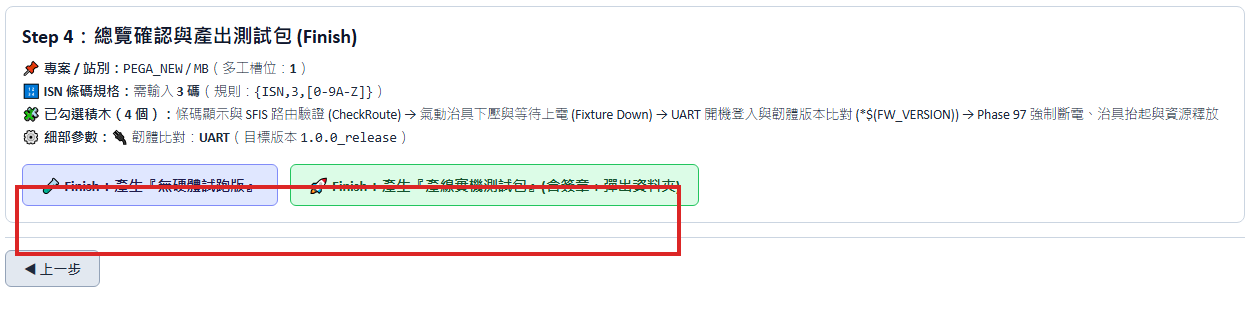 Step 4：總覽確認與產出測試包 (Finish)
📌 專案 / 站別：PEGA_NEW / MB（多工槽位：1）
🔢 ISN 條碼規格：需輸入 3 碼（規則：{ISN,3,[0-9A-Z]}）
🧩 已勾選積木（4 個）：條碼顯示與 SFIS 路由驗證 (CheckRoute) → 氣動治具下壓與等待上電 (Fixture Down) → UART 開機登入與韌體版本比對 (*$(FW_VERSION)) → Phase 97 強制斷電、治具抬起與資源釋放
⚙️ 細部參數：🔌 韌體比對：UART（目標版本 1.0.0_release）
🧪 Finish：產生『無硬體試跑版』
🚀 Finish：產生『產線實機測試包』(含簽章，彈出資料夾)
◀ 上一步